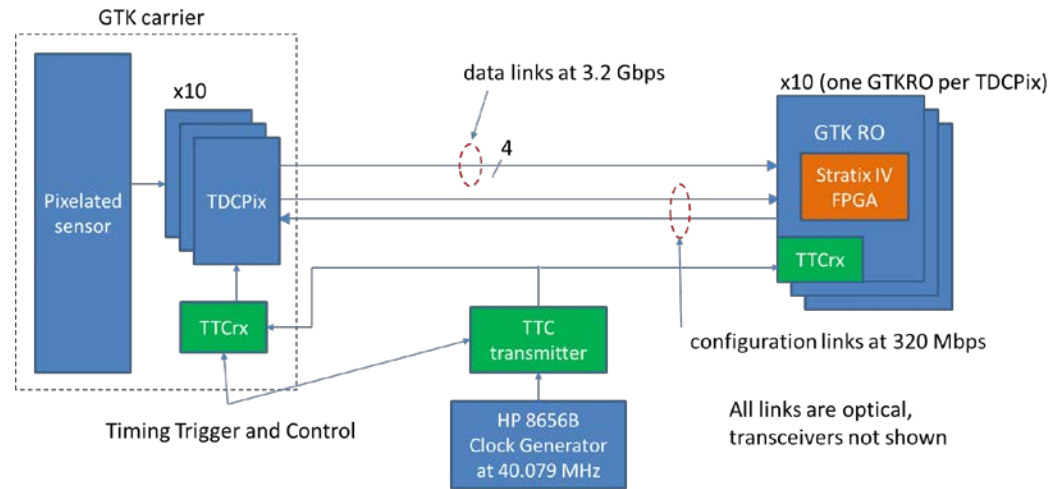 GTK carrier
x10
Pixelated
sensor
TDCPix
TTCrx
data links at 3.2 Gbps
4
x10 (one GTKRO per TDCPix)
GTK RO
Stratix IV
FPGA
TTCrx
TTC
transmitter
configuration links at 320 Mbps
Timing Trigger and Control
HP 8656B
Clock Generator
at 40.079 MHz
All links are optical,
transceivers not shown